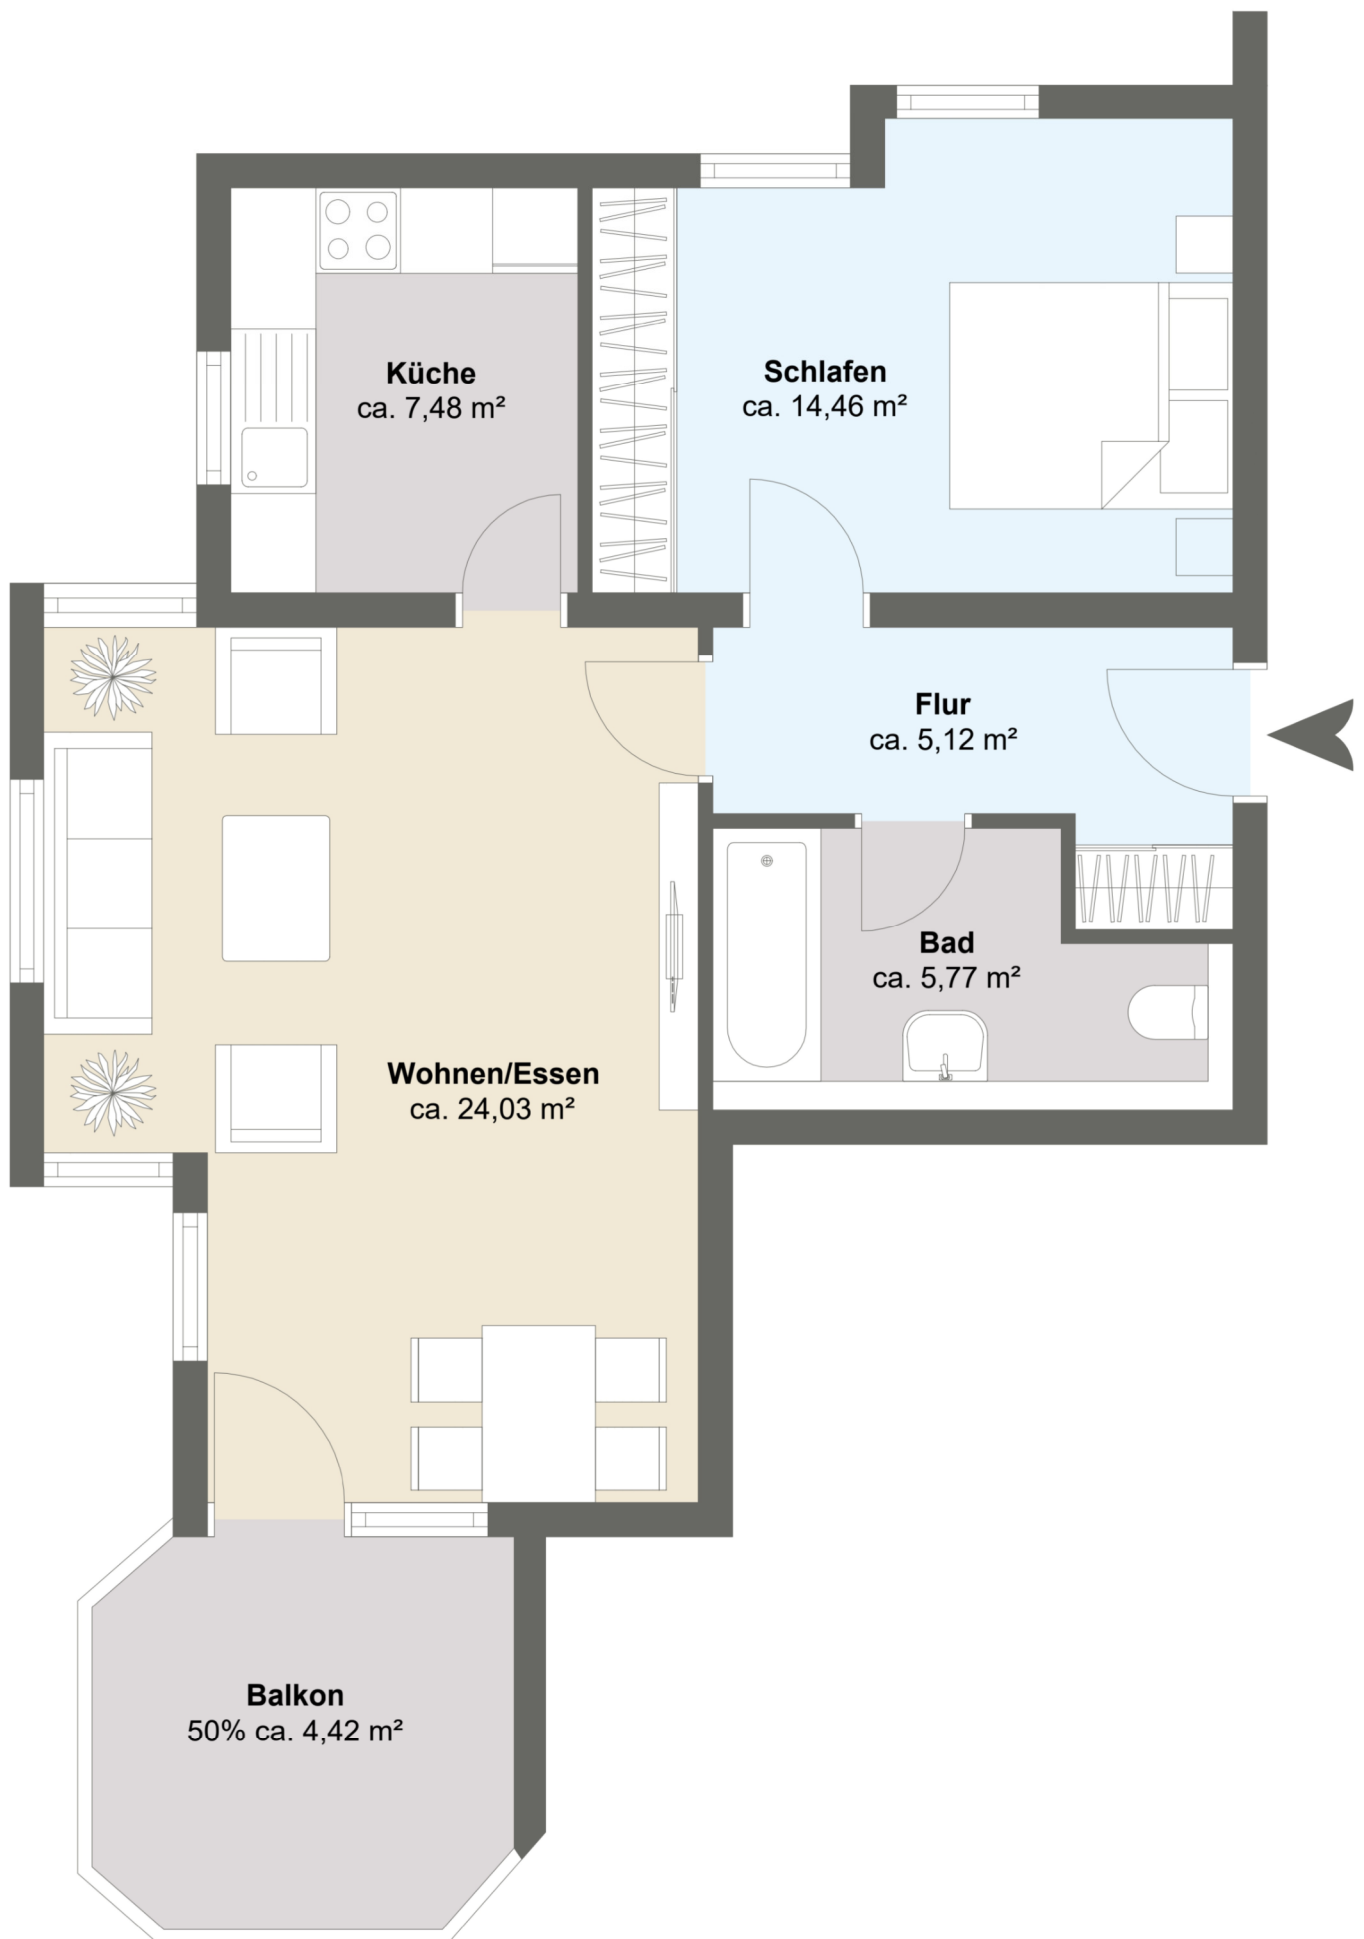 Küche
ca. 7,48 m²
Schlafen
ca. 14,46 m²
Flur
ca. 5,12 m²
Bad
ca. 5,77 m²
Wohnen/Essen
ca. 24,03 m²
Balkon
50% ca. 4,42 m²